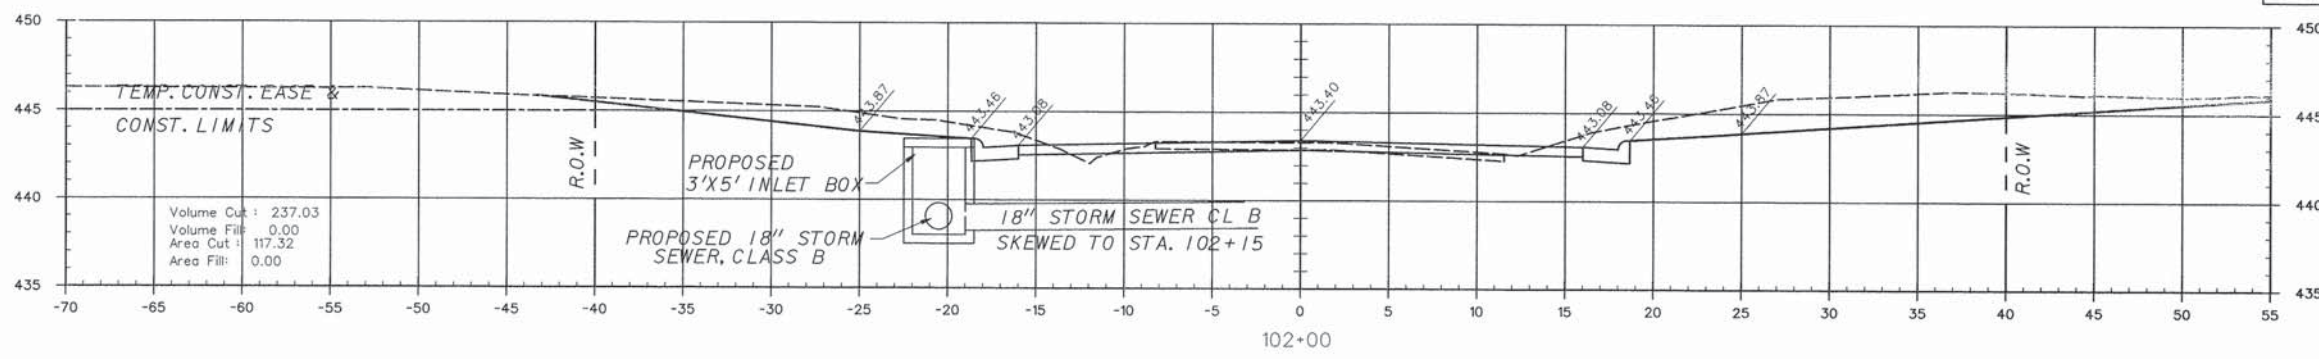 450
450
443.87
443.46
443.08
443.40
443.08
443.46
443.87
TEMP. CONST. EASE &
445
445
CONST. LIMITS
R.O.W
PROPOSED
3'X5' INLET BOX
R.O.W
440
440
Volume Cut : 237.03
Volume Fill: 0.00
Area Cut : 117.32
Area Fill: 0.00
PROPOSED 18" STORM
SEWER, CLASS B
18" STORM SEWER CL B
SKEWED TO STA. 102+15
435
435
-70 -65 -60 -55 -50 -45 -40 -35 -30 -25 -20 -15 -10 -5 0 5 10 15 20 25 30 35 40 45 50 55
102+00